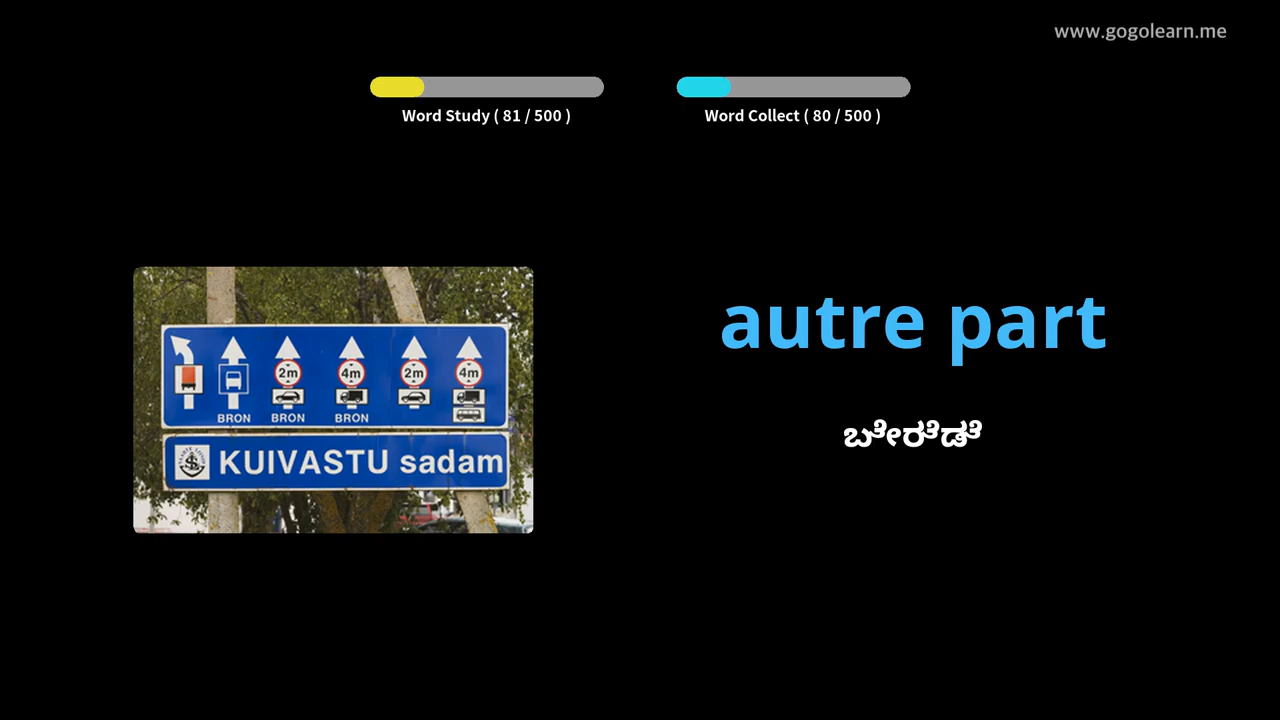 www.gogolearn.me
Word Study ( 81 / 500 )
Word Collect ( 80 / 500 )
autre part
ಬೇರೆಡೆ
2m 4m 2m 4m
BRON BRON BRON
KUIVASTU sadam